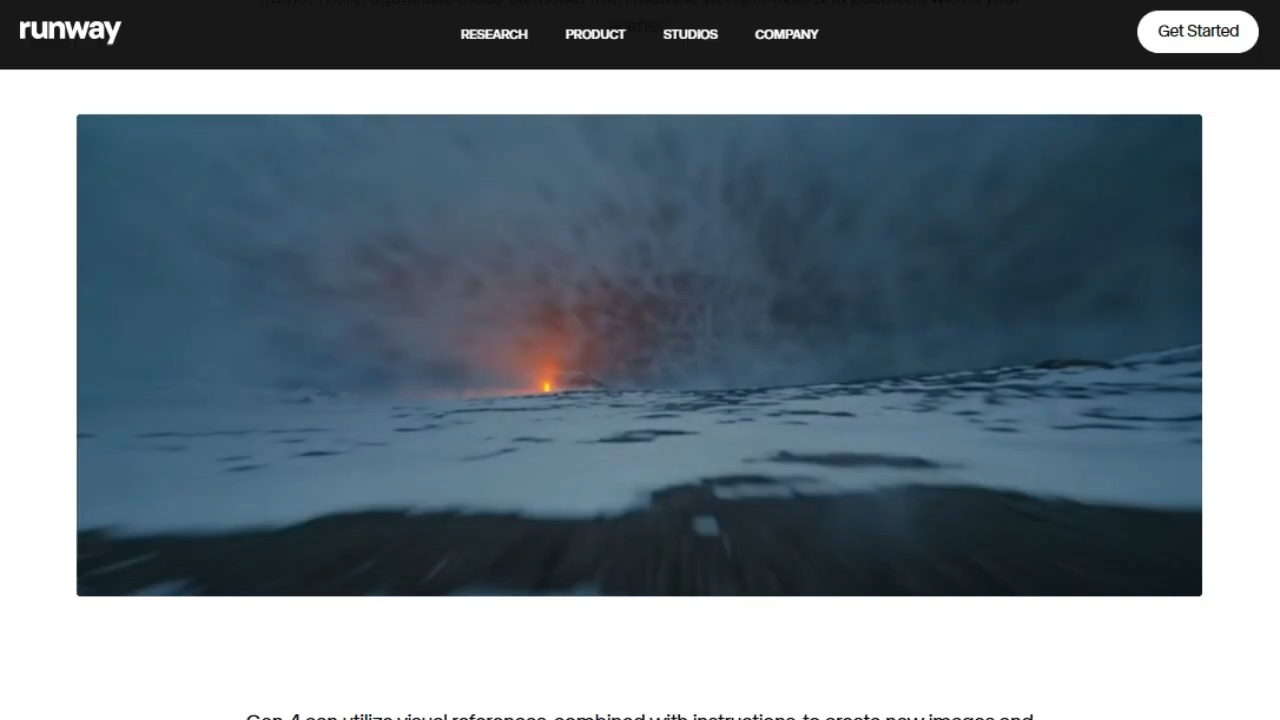 runway
RESEARCH
PRODUCT
STUDIOS
COMPANY
Get Started
Gen-4 can utilize visual references, combined with instructions, to create new images and